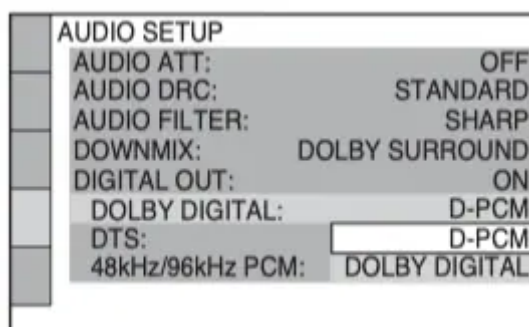 AUDIO SETUP
AUDIO ATT: OFF
AUDIO DRC: STANDARD
AUDIO FILTER: SHARP
DOWNMIX: DOLBY SURROUND
DIGITAL OUT: ON
DOLBY DIGITAL: D-PCM
DTS: D-PCM
48kHz/96kHz PCM: DOLBY DIGITAL